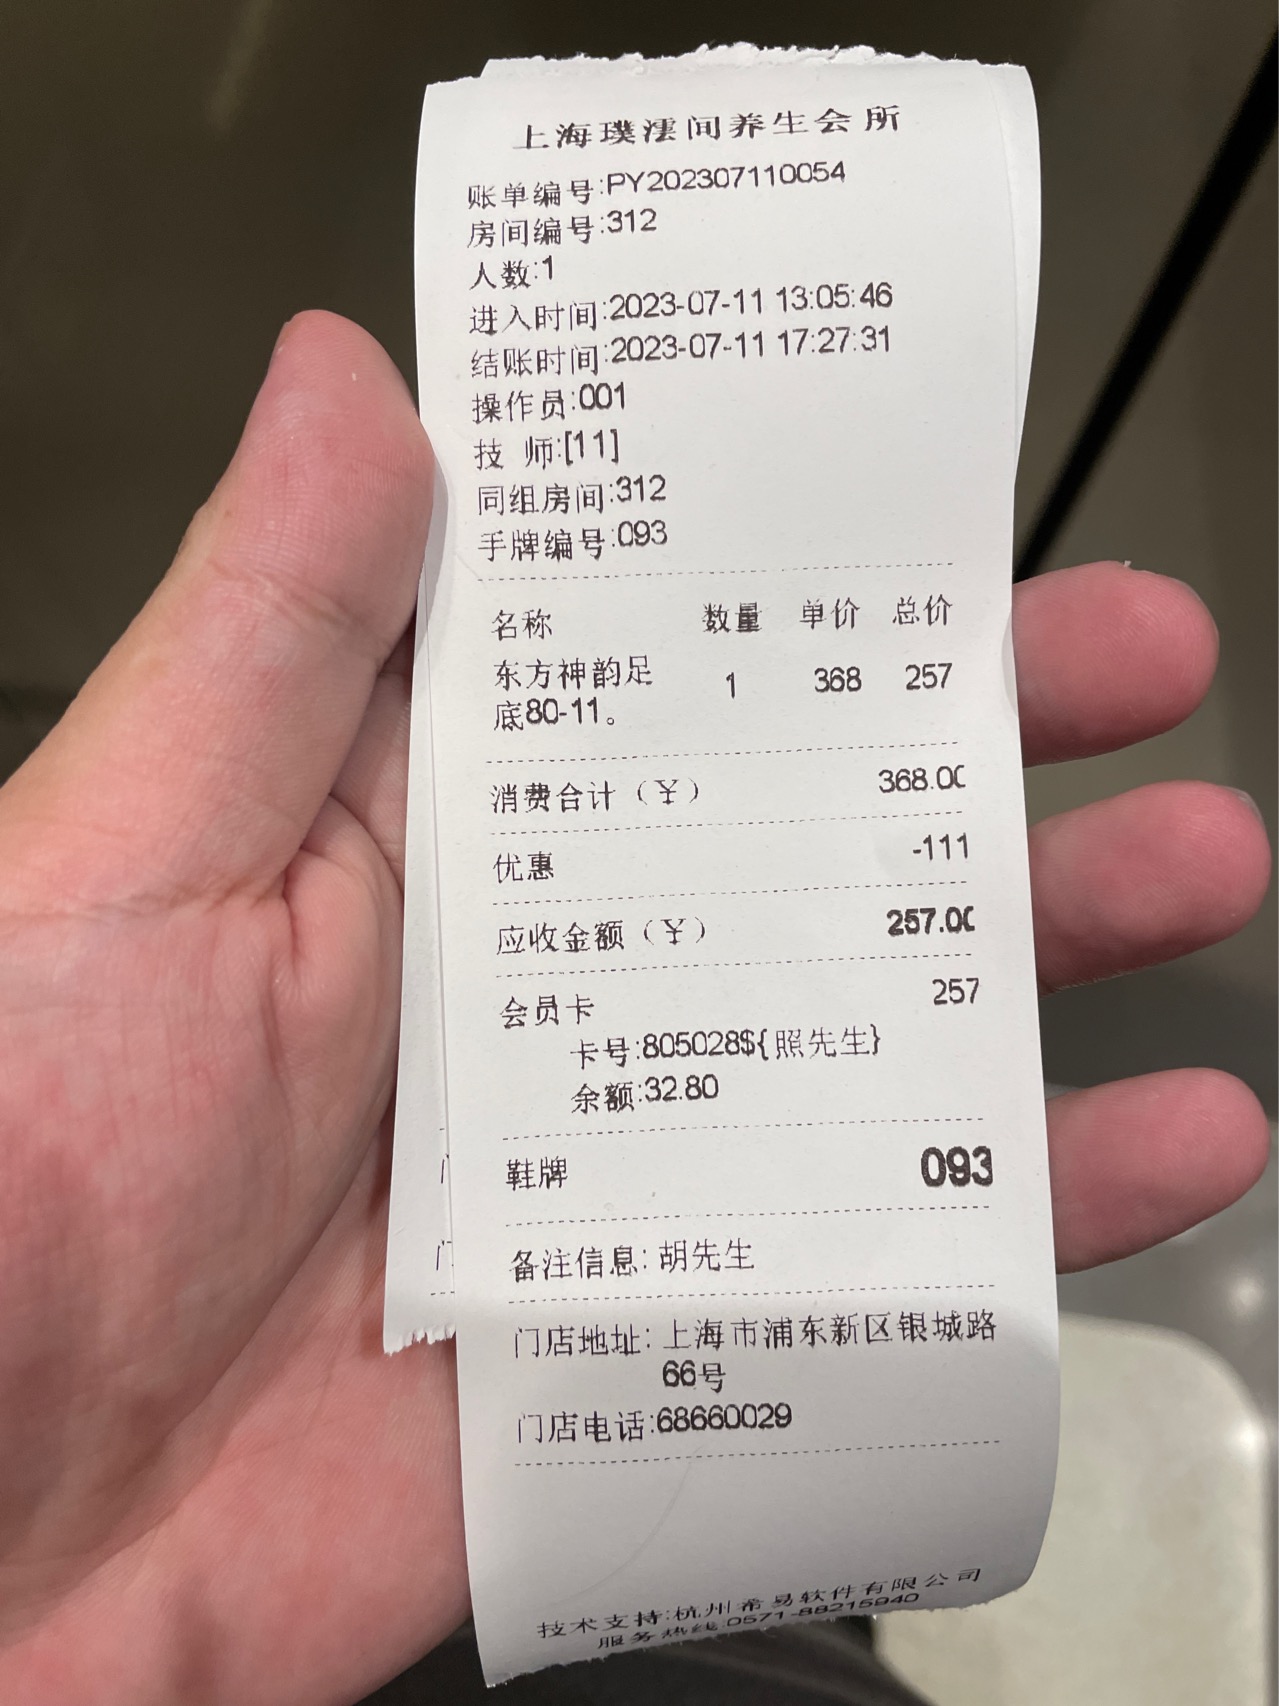 上海璞澐间养生会所
账单编号:PY202307110054
房间编号:312
人数:1
进入时间:2023-07-11 13:05:46
结账时间:2023-07-11 17:27:31
操作员:001
技 师:[11]
同组房间:312
手牌编号:093
名称 数量 单价 总价
东方神韵足 1 368 257
底80-11。
消费合计（¥） 368.00
优惠 -111
应收金额（¥） 257.00
会员卡 257
卡号:805028${照先生}
余额:32.80
鞋牌 093
备注信息: 胡先生
门店地址: 上海市浦东新区银城路
66号
门店电话:68660029
技术支持:杭州希易软件有限公司
服务热线:0571-88215940